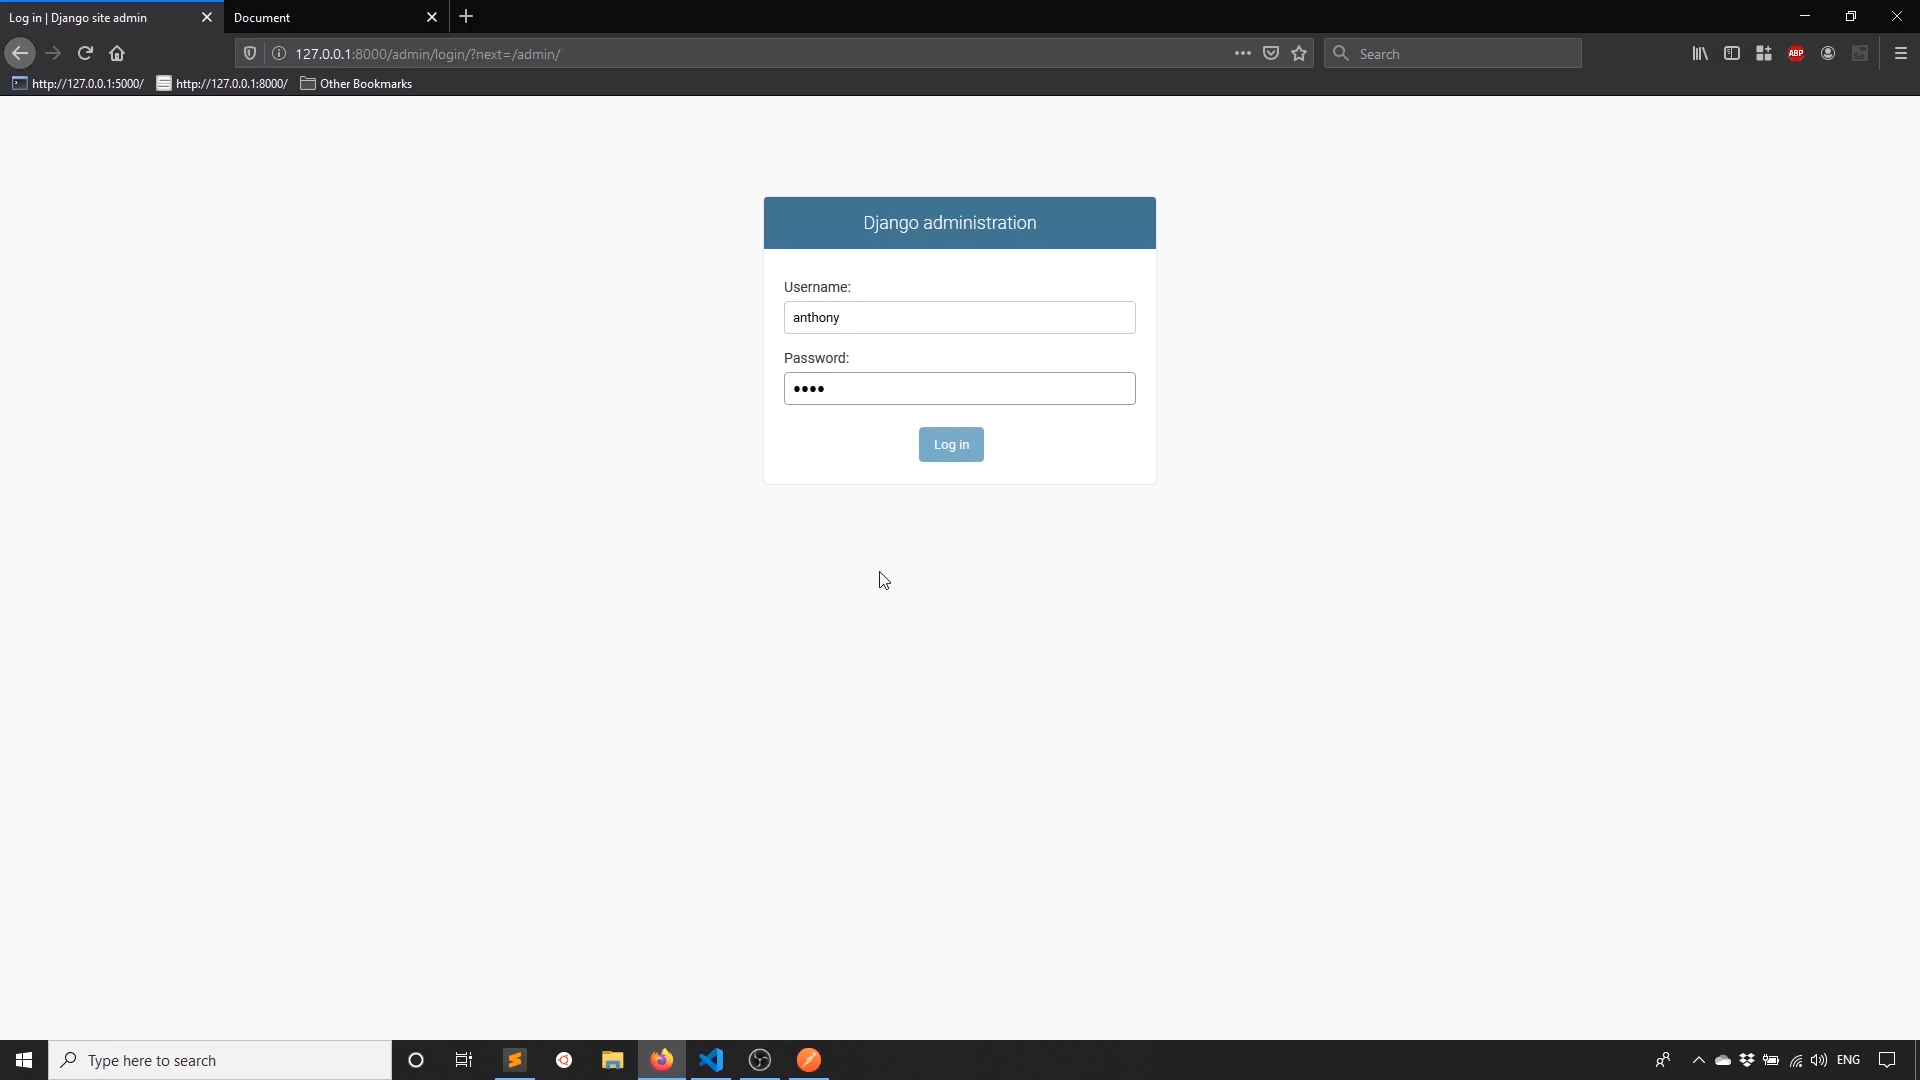 Log in | Django site admin
Document
127.0.0.1:8000/admin/login/?next=/admin/
Search
http://127.0.0.1:5000/
http://127.0.0.1:8000/
Other Bookmarks
ABP
Django administration
Username:
anthony
Password:
••••
Log in
Type here to search
ENG